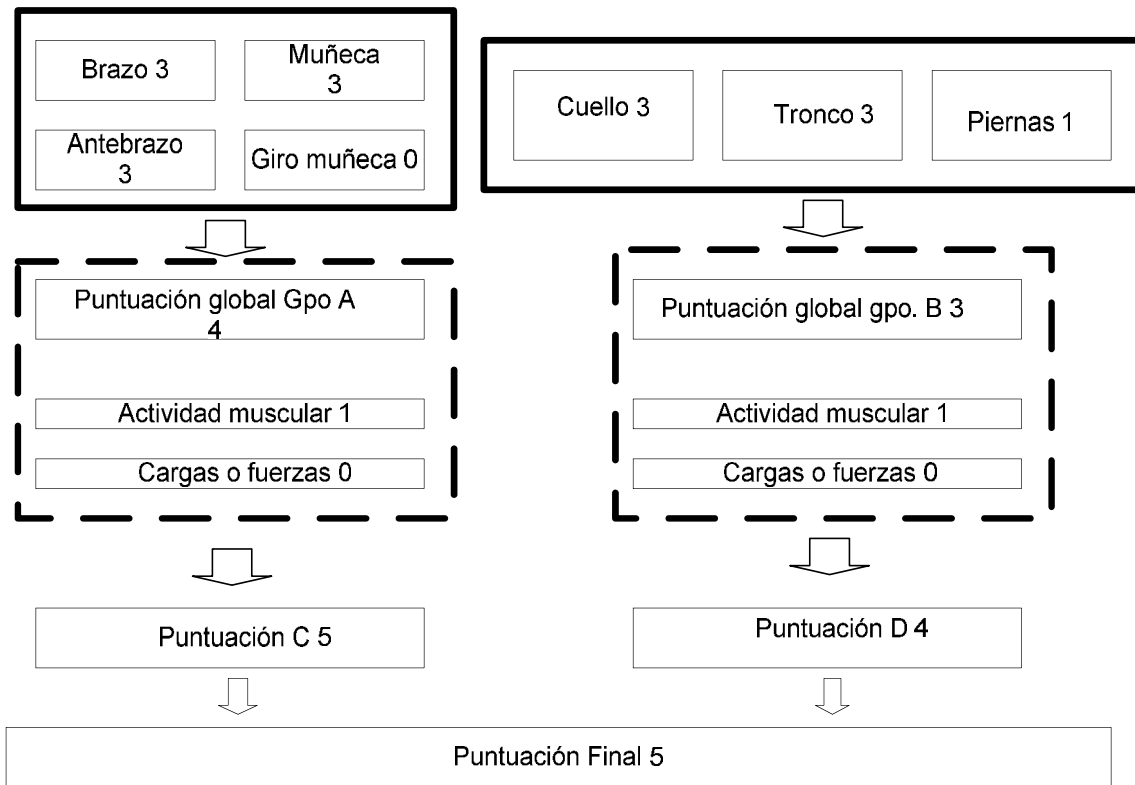 Brazo 3
Muñeca
3
Antebrazo
3
Giro muñeca 0
Cuello 3
Tronco 3
Piernas 1
Puntuación global Gpo A
4
Actividad muscular 1
Cargas o fuerzas 0
Puntuación global gpo. B 3
Actividad muscular 1
Cargas o fuerzas 0
Puntuación C 5
Puntuación D 4
Puntuación Final 5